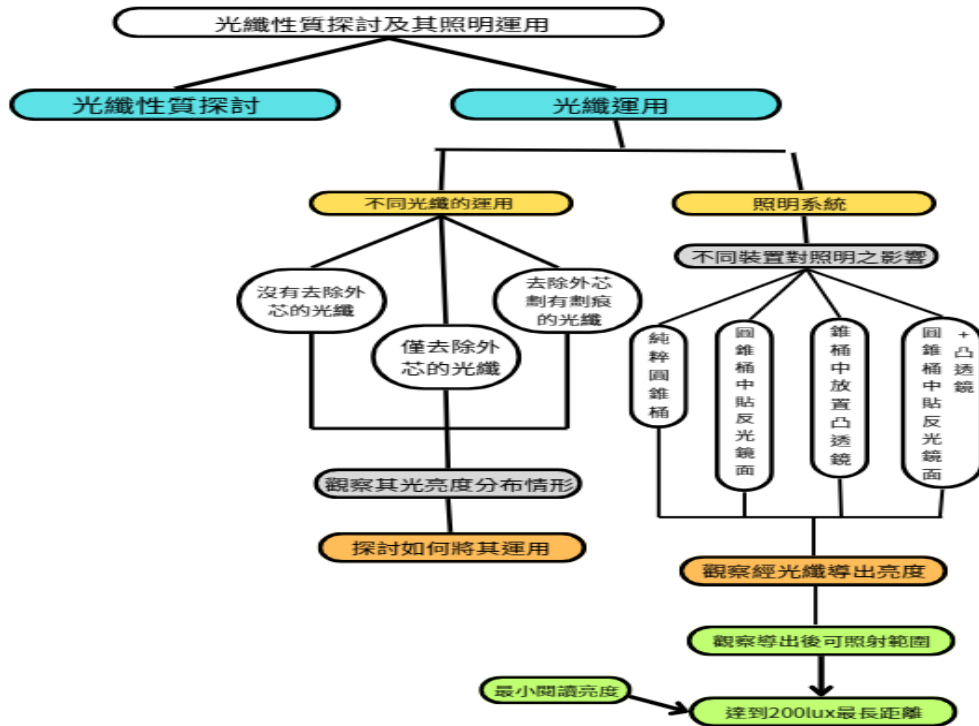 光纖性質探討及其照明運用
光纖性質探討
光纖運用
不同光纖的運用
照明系統
不同裝置對照明之影響
沒有去除外
芯的光纖
僅去除外
芯的光纖
去除外芯
劃有劃痕
的光纖
純粹圓錐桶
圓錐桶中貼反光鏡面
錐桶中放置凸透鏡
圓錐桶中貼反光鏡面
+凸透鏡
觀察其光亮度分布情形
探討如何將其運用
觀察經光纖導出亮度
觀察導出後可照射範圍
最小閱讀亮度
達到200lux最長距離